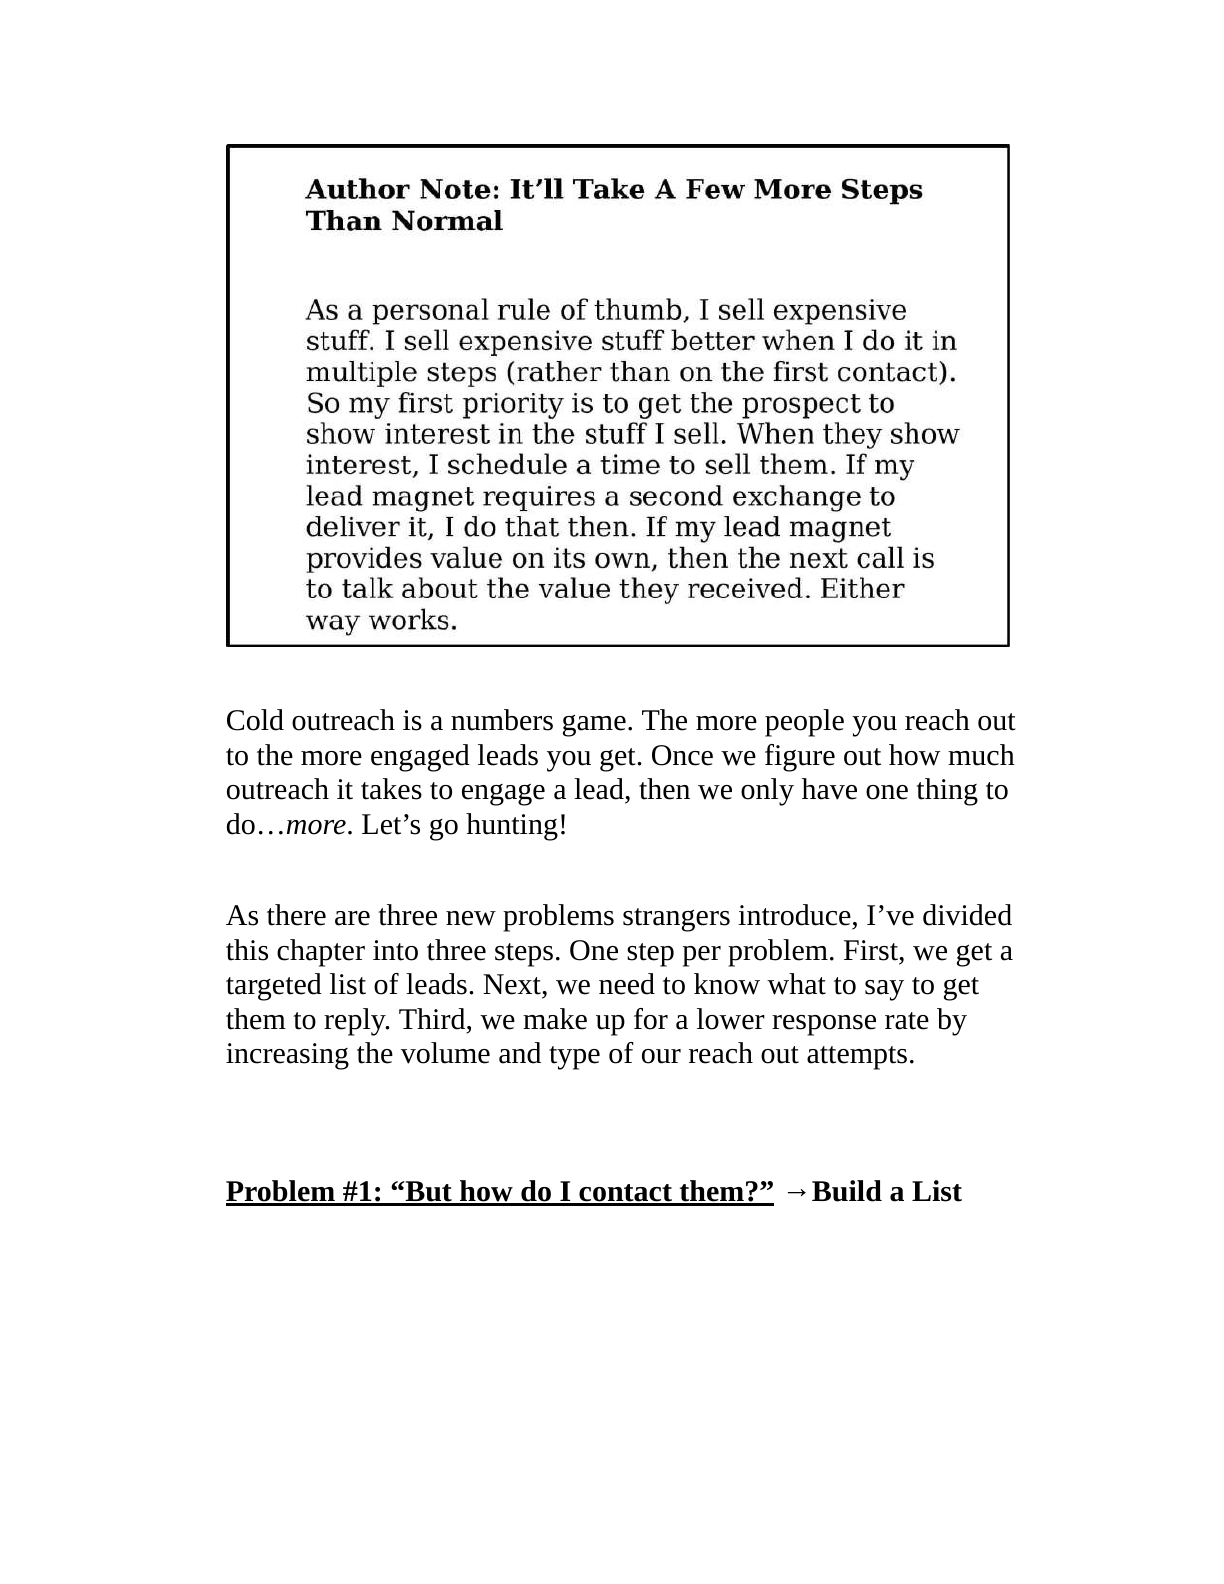 Author Note: It’ll Take A Few More Steps
Than Normal
As a personal rule of thumb, I sell expensive
stuff. I sell expensive stuff better when I do it in
multiple steps (rather than on the first contact).
So my first priority is to get the prospect to
show interest in the stuff I sell. When they show
interest, I schedule a time to sell them. If my
lead magnet requires a second exchange to
deliver it, I do that then. If my lead magnet
provides value on its own, then the next call is
to talk about the value they received. Either
way works.
Cold outreach is a numbers game. The more people you reach out
to the more engaged leads you get. Once we figure out how much
outreach it takes to engage a lead, then we only have one thing to
do…more. Let’s go hunting!
As there are three new problems strangers introduce, I’ve divided
this chapter into three steps. One step per problem. First, we get a
targeted list of leads. Next, we need to know what to say to get
them to reply. Third, we make up for a lower response rate by
increasing the volume and type of our reach out attempts.
Problem #1: “But how do I contact them?” →Build a List